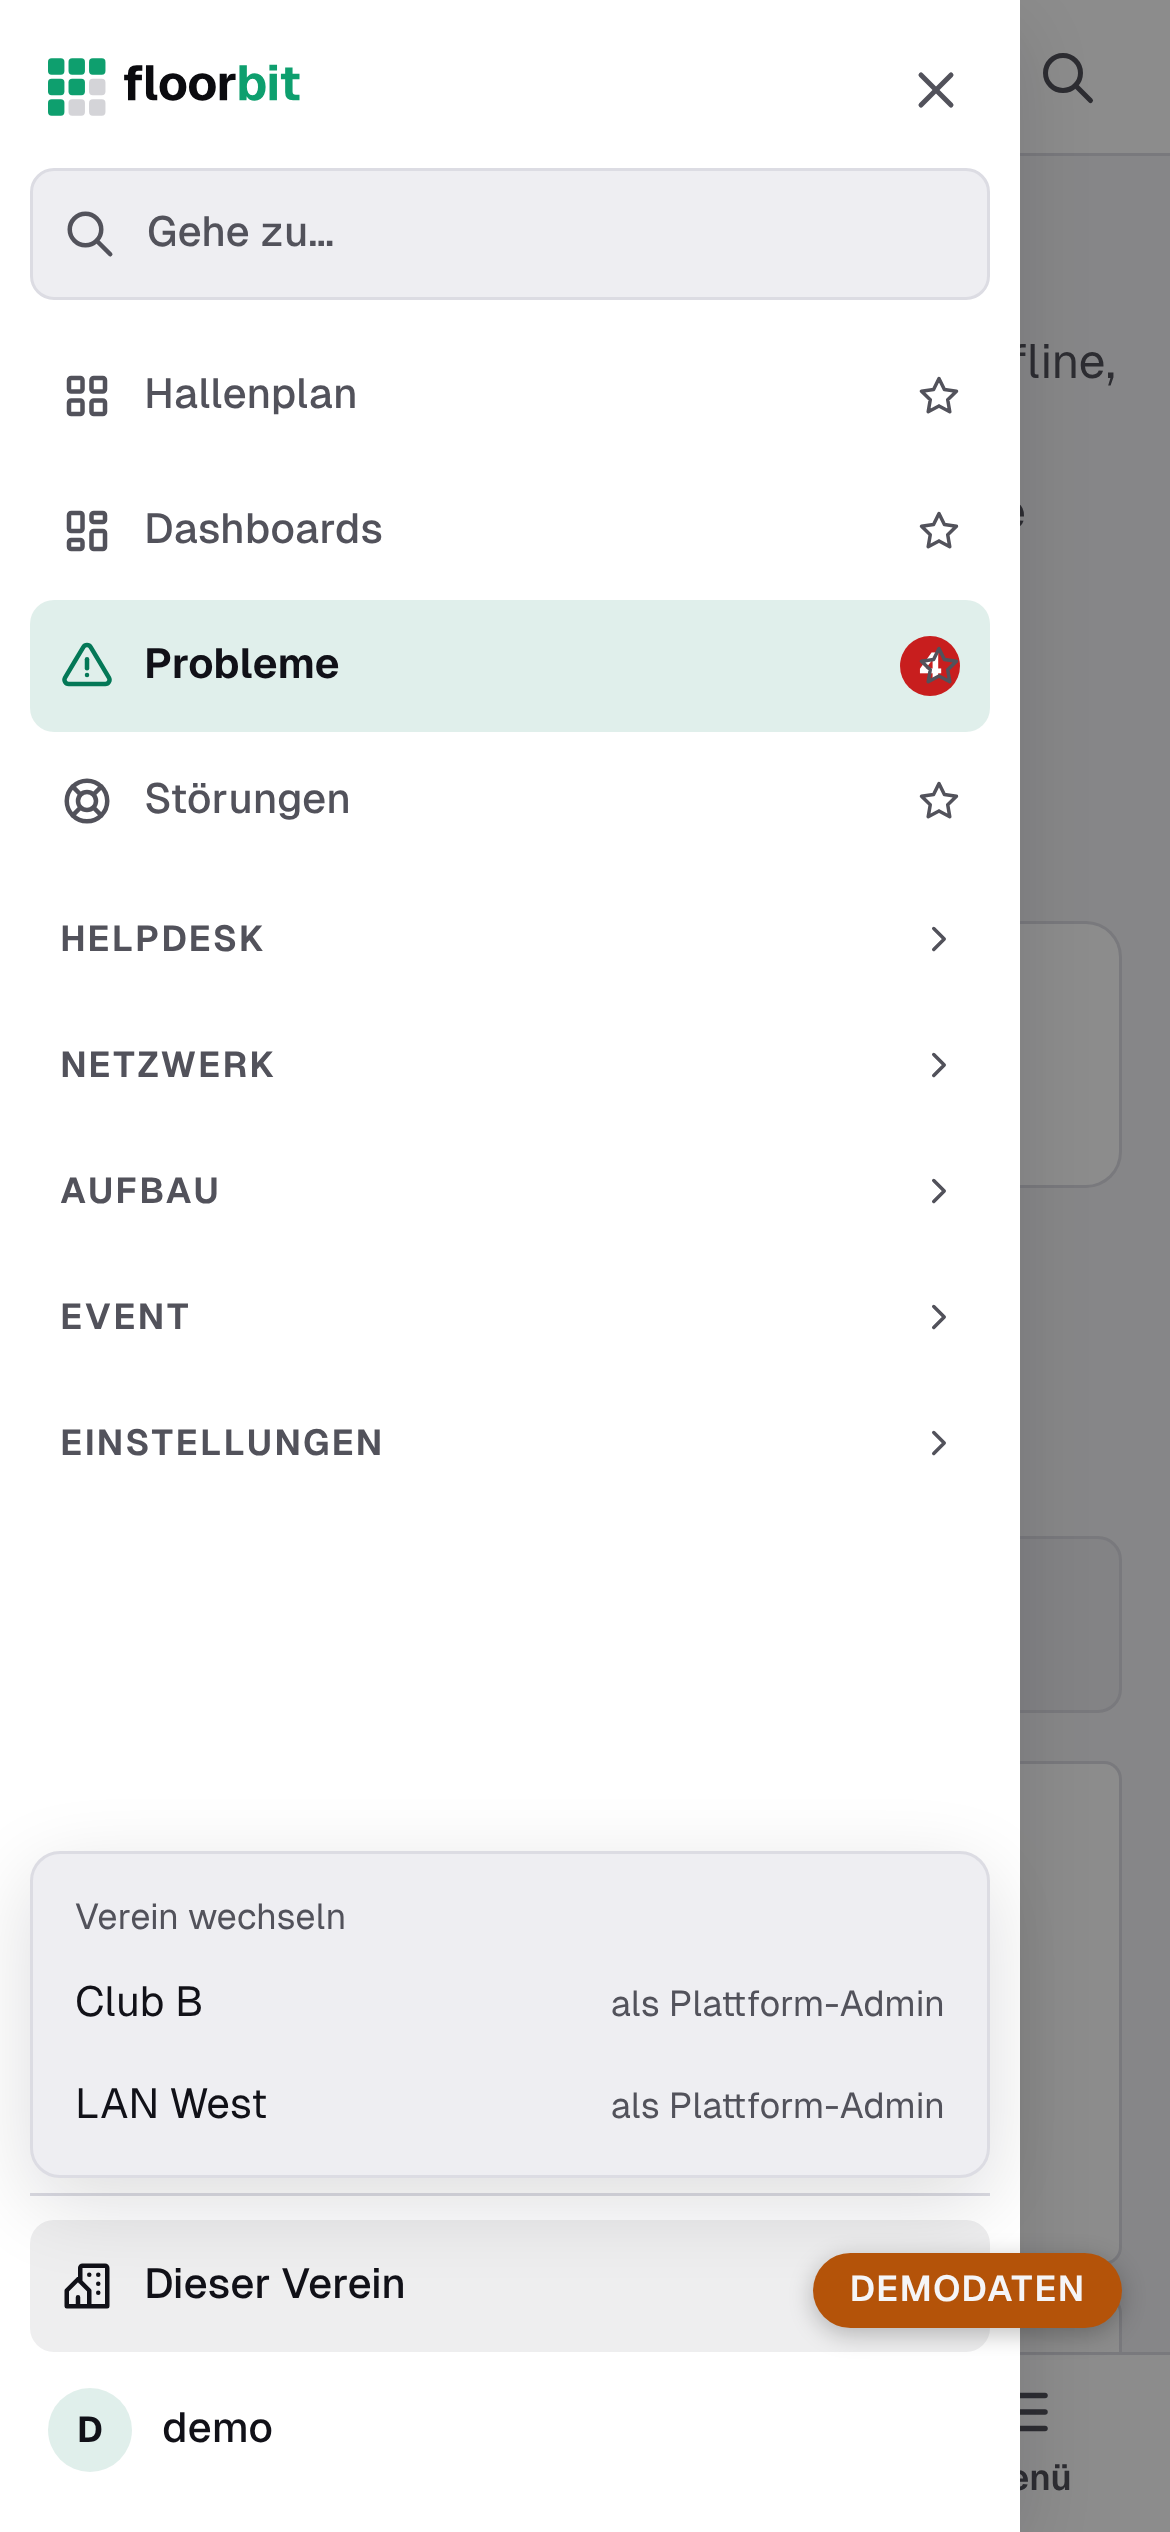 floorbit
Gehe zu...
Hallenplan
Dashboards
Probleme
Störungen
HELPDESK
NETZWERK
AUFBAU
EVENT
EINSTELLUNGEN
Verein wechseln
Club B als Plattform-Admin
LAN West als Plattform-Admin
Dieser Verein
DEMODATEN
D demo